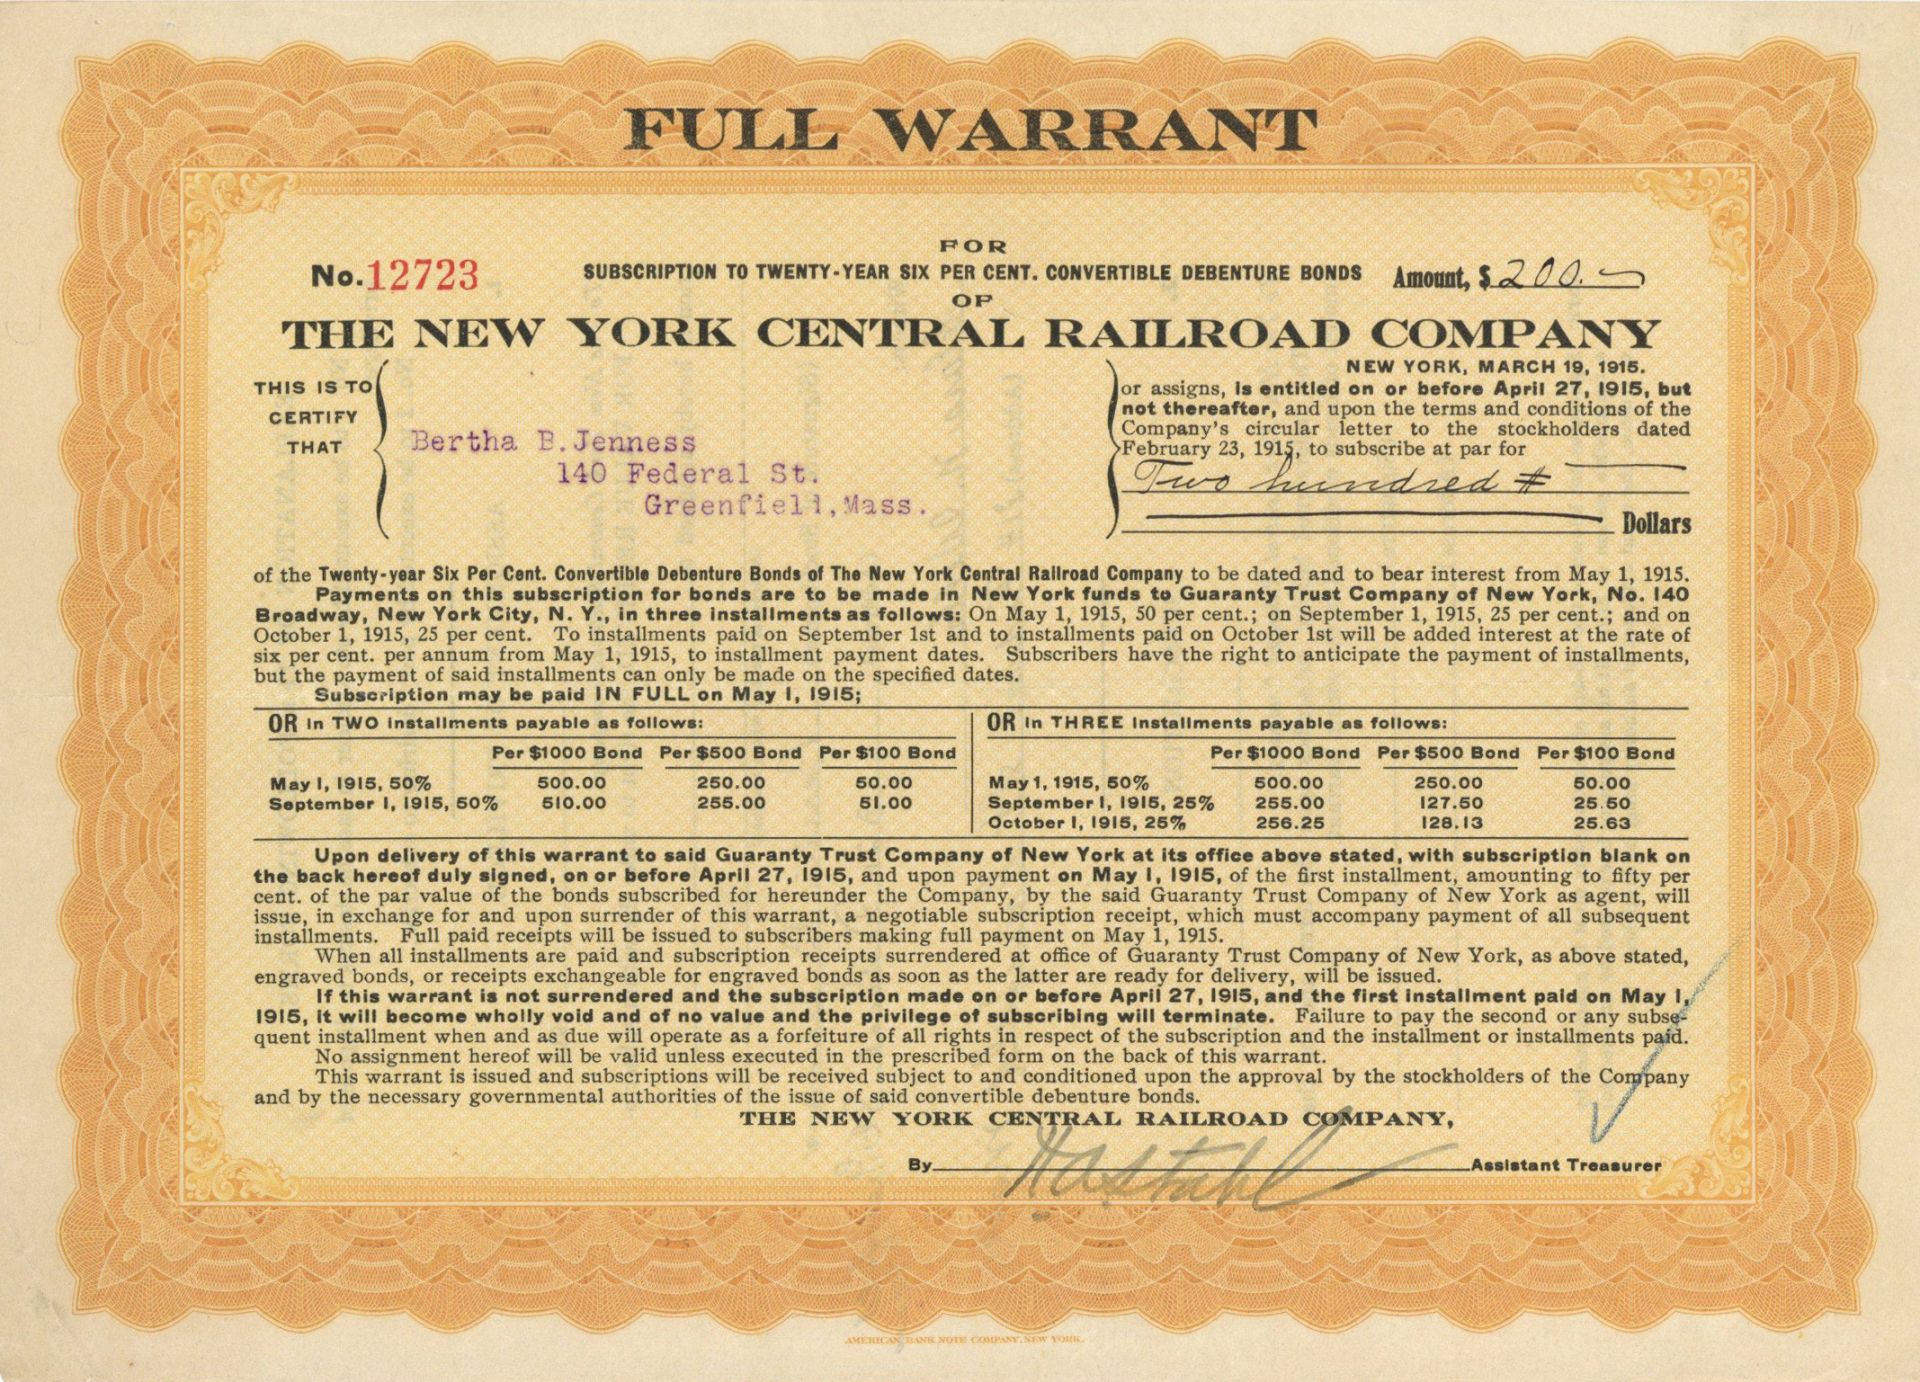 FULL WARRANT
FOR
No. 12723 SUBSCRIPTION TO TWENTY-YEAR SIX PER CENT. CONVERTIBLE DEBENTURE BONDS Amount, $ 200.-
OF
THE NEW YORK CENTRAL RAILROAD COMPANY
NEW YORK, MARCH 19, 1915.
THIS IS TO
CERTIFY
THAT
Bertha B. Jenness
140 Federal St.
Greenfield, Mass.
or assigns, is entitled on or before April 27, 1915, but
not thereafter, and upon the terms and conditions of the
Company's circular letter to the stockholders dated
February 23, 1915, to subscribe at par for
Two hundred
Dollars
of the Twenty-year Six Per Cent. Convertible Debenture Bonds of The New York Central Railroad Company to be dated and to bear interest from May 1, 1915.
Payments on this subscription for bonds are to be made in New York funds to Guaranty Trust Company of New York, No. 140
Broadway, New York City, N. Y., in three installments as follows: On May 1, 1915, 50 per cent.; on September 1, 1915, 25 per cent.; and on
October 1, 1915, 25 per cent. To installments paid on September 1st and to installments paid on October 1st will be added interest at the rate of
six per cent. per annum from May 1, 1915, to installment payment dates. Subscribers have the right to anticipate the payment of installments,
but the payment of said installments can only be made on the specified dates.
Subscription may be paid IN FULL on May 1, 1915;
OR in TWO installments payable as follows:
Per $1000 Bond Per $500 Bond Per $100 Bond
May 1, 1915, 50% 500.00 250.00 50.00
September 1, 1915, 50% 510.00 255.00 51.00
OR in THREE installments payable as follows:
Per $1000 Bond Per $500 Bond Per $100 Bond
May 1, 1915, 50% 500.00 250.00 50.00
September 1, 1915, 25% 255.00 127.50 25.50
October 1, 1915, 25% 256.25 128.13 25.63
Upon delivery of this warrant to said Guaranty Trust Company of New York at its office above stated, with subscription blank on
the back hereof duly signed, on or before April 27, 1915, and upon payment on May 1, 1915, of the first installment, amounting to fifty per
cent. of the par value of the bonds subscribed for hereunder the Company, by the said Guaranty Trust Company of New York as agent, will
issue, in exchange for and upon surrender of this warrant, a negotiable subscription receipt, which must accompany payment of all subsequent
installments. Full paid receipts will be issued to subscribers making full payment on May 1, 1915.
When all installments are paid and subscription receipts surrendered at office of Guaranty Trust Company of New York, as above stated,
engraved bonds, or receipts exchangeable for engraved bonds as soon as the latter are ready for delivery, will be issued.
If this warrant is not surrendered and the subscription made on or before April 27, 1915, and the first installment paid on May 1,
1915, it will become wholly void and of no value and the privilege of subscribing will terminate. Failure to pay the second or any subse-
quent installment when and as due will operate as a forfeiture of all rights in respect of the subscription and the installment or installments paid.
No assignment hereof will be valid unless executed in the prescribed form on the back of this warrant.
This warrant is issued and subscriptions will be received subject to and conditioned upon the approval by the stockholders of the Company
and by the necessary governmental authorities of the issue of said convertible debenture bonds.
THE NEW YORK CENTRAL RAILROAD COMPANY,
By HAStahl Assistant Treasurer
AMERICAN BANK NOTE COMPANY, NEW YORK.